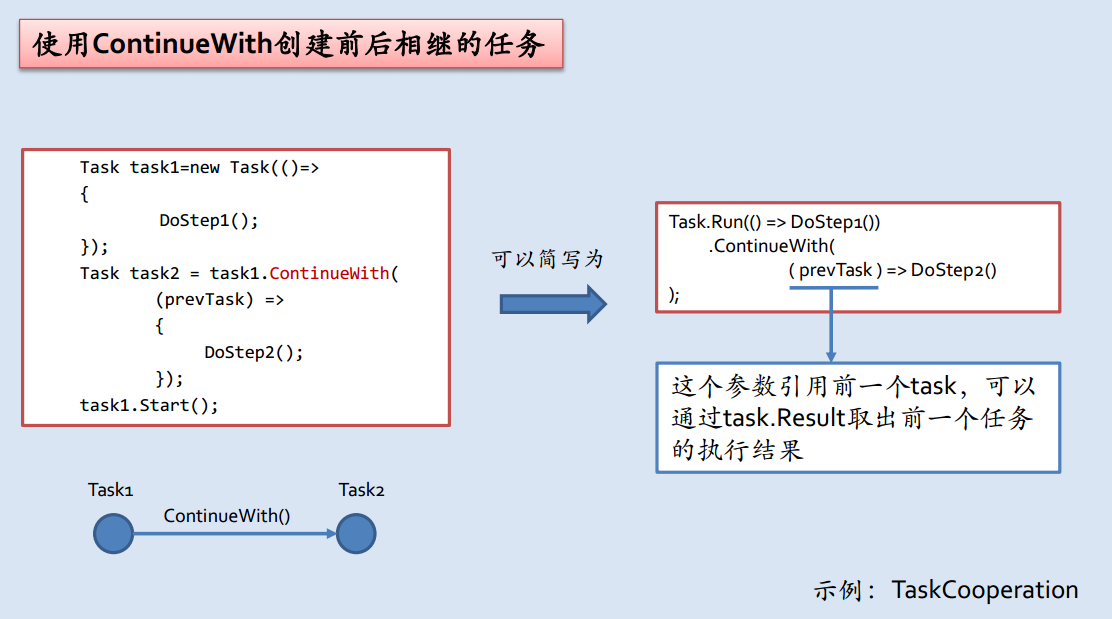 使用ContinueWith创建前后相继的任务
Task task1=new Task(()=>
{
DoStep1();
});
Task task2 = task1.ContinueWith(
(prevTask) =>
{
DoStep2();
});
task1.Start();
可以简写为
Task.Run(() => DoStep1())
.ContinueWith(
( prevTask ) => DoStep2()
);
这个参数引用前一个task，可以
通过task.Result取出前一个任务
的执行结果
Task1
Task2
ContinueWith()
示例：TaskCooperation